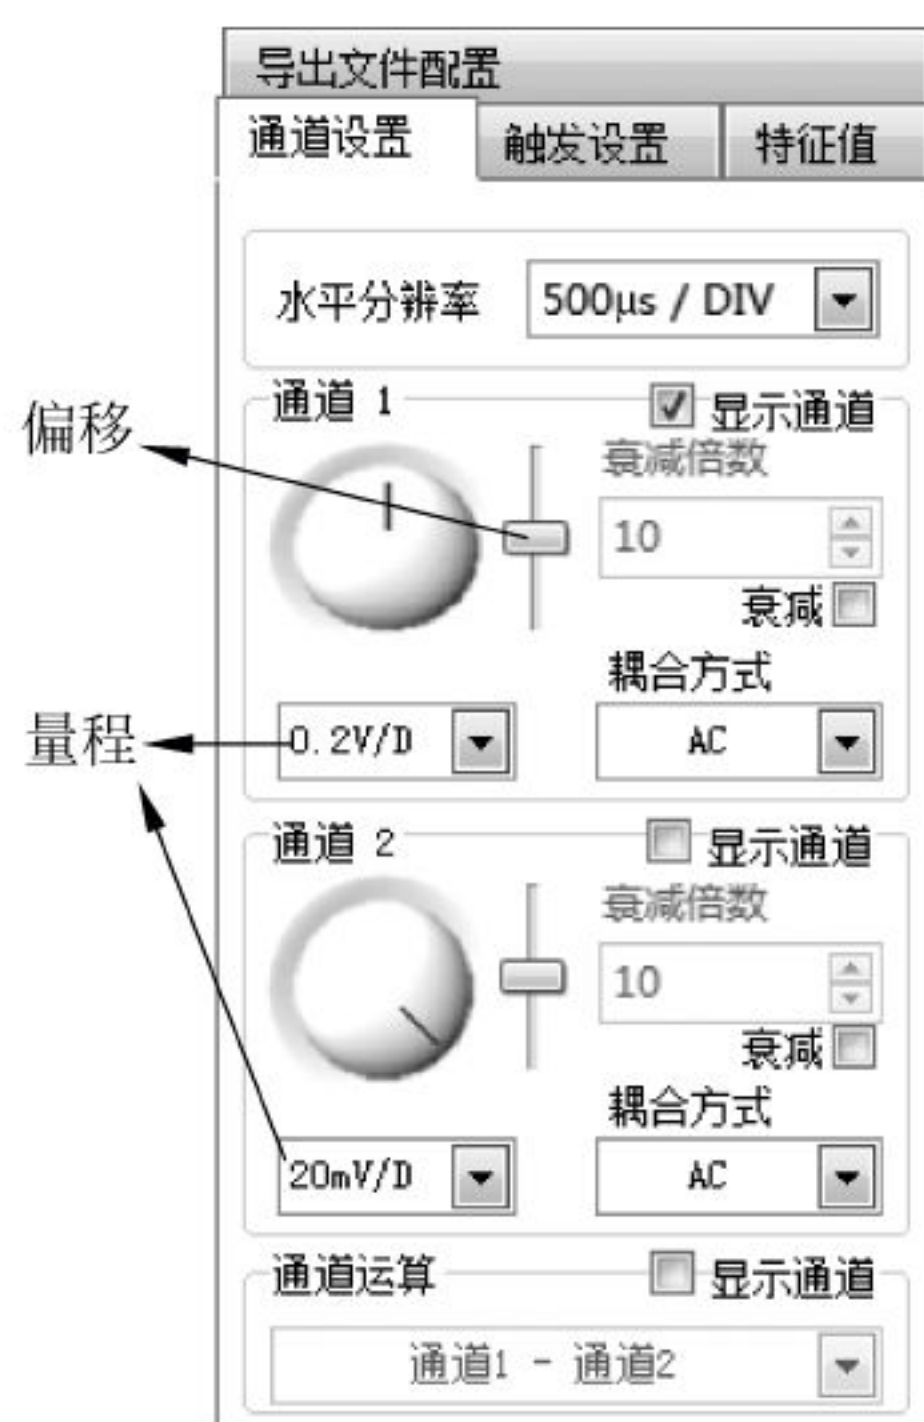 导出文件配置
通道设置 触发设置 特征值
水平分辨率 500μs / DIV
通道 1 显示通道
偏移
衰减倍数
10
衰减
耦合方式
量程
0.2V/D AC
通道 2 显示通道
衰减倍数
10
衰减
耦合方式
20mV/D AC
通道运算 显示通道
通道1 - 通道2